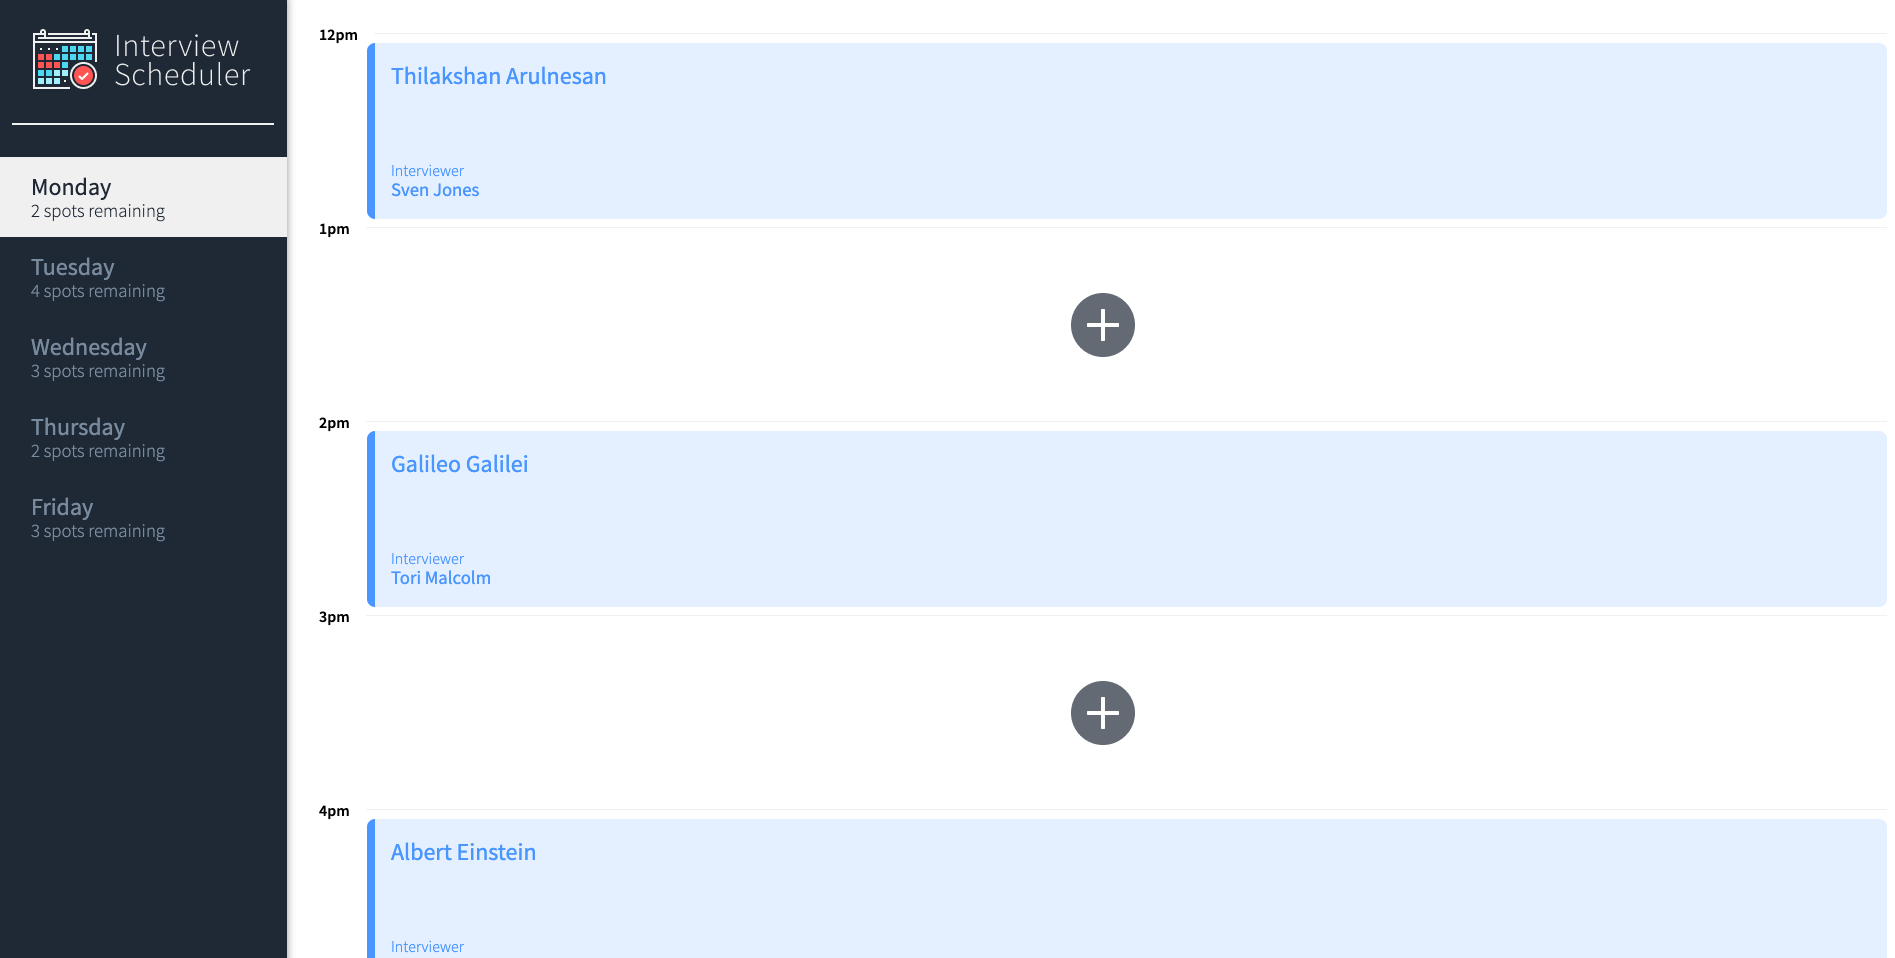 Interview
Scheduler
Monday
2 spots remaining
Tuesday
4 spots remaining
Wednesday
3 spots remaining
Thursday
2 spots remaining
Friday
3 spots remaining
12pm
Thilakshan Arulnesan
Interviewer
Sven Jones
1pm
2pm
Galileo Galilei
Interviewer
Tori Malcolm
3pm
4pm
Albert Einstein
Interviewer